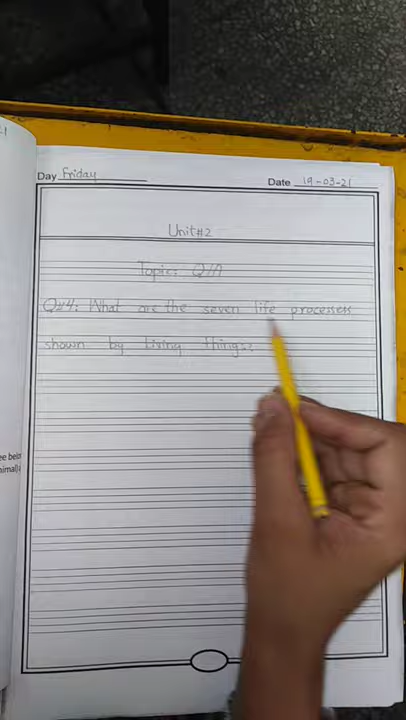 Day Friday Date 19-03-21
Unit#2
Topic: Q/A
Q#4: What are the seven life processes
shown by Living things?